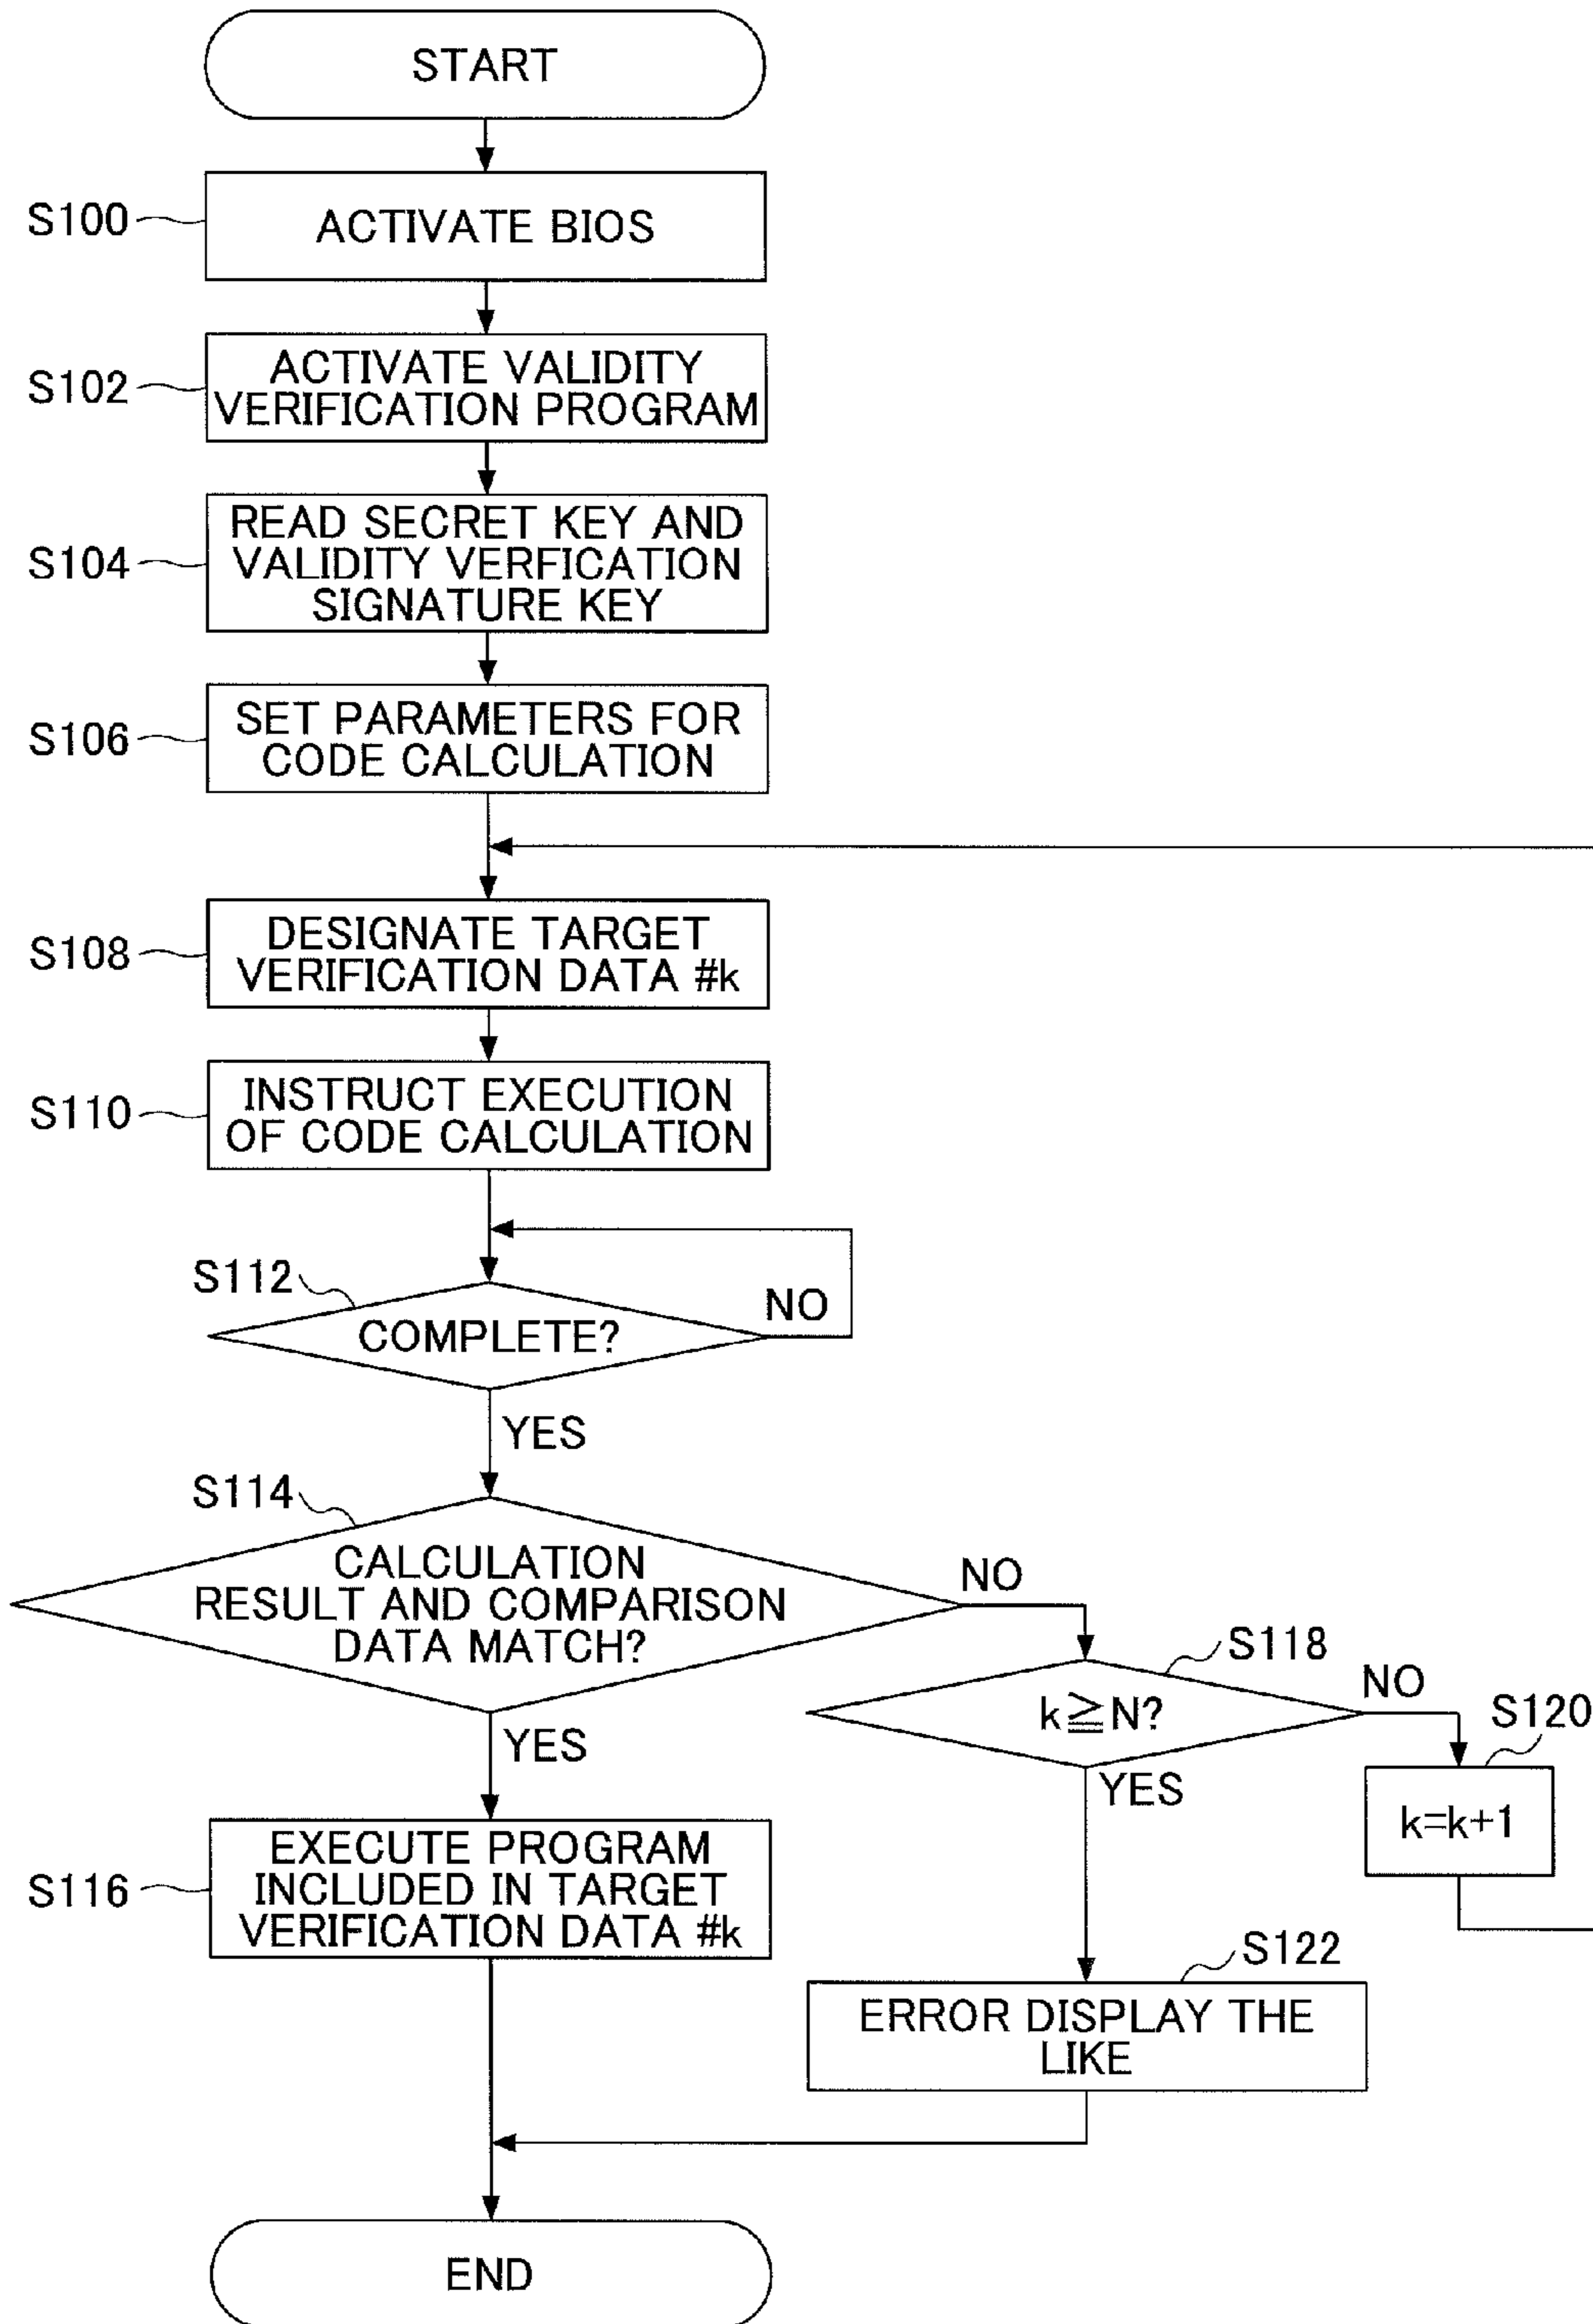 START
S100
ACTIVATE BIOS
S102
ACTIVATE VALIDITY
VERIFICATION PROGRAM
S104
READ SECRET KEY AND
VALIDITY VERFICATION
SIGNATURE KEY
S106
SET PARAMETERS FOR
CODE CALCULATION
S108
DESIGNATE TARGET
VERIFICATION DATA #k
S110
INSTRUCT EXECUTION
OF CODE CALCULATION
S112
COMPLETE?
NO
YES
S114
CALCULATION
RESULT AND COMPARISON
DATA MATCH?
NO
YES
S118
k≧N?
NO
YES
S120
k=k+1
S116
EXECUTE PROGRAM
INCLUDED IN TARGET
VERIFICATION DATA #k
S122
ERROR DISPLAY THE
LIKE
END